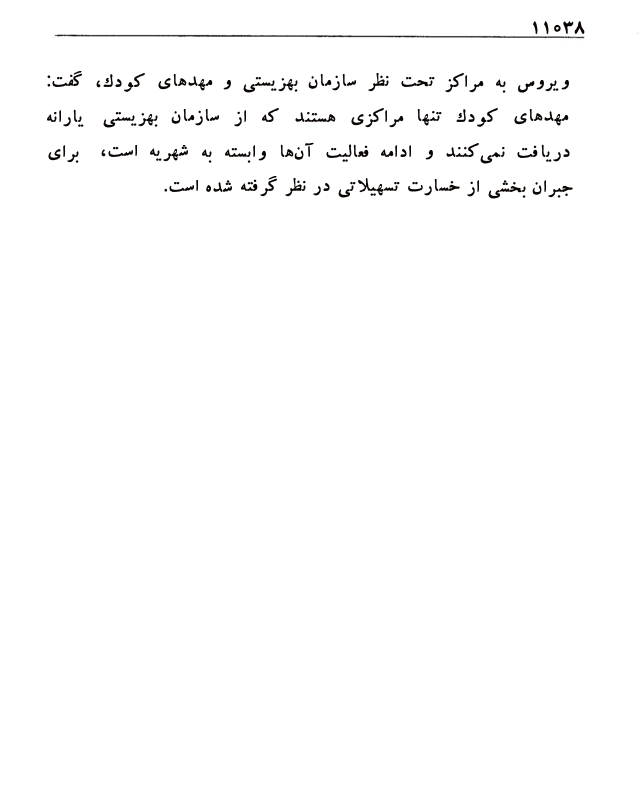 ۱۱۰۳۸
ویروس به مراکز تحت نظر سازمان بهزیستی و مهدهای کودك، گفت:
مهدهای کودك تنها مراکزی هستند که از سازمان بهزیستی یارانه
دریافت نمی‌کنند و ادامه فعالیت آن‌ها وابسته به شهریه است، برای
جبران بخشی از خسارت تسهیلاتی در نظر گرفته شده است.